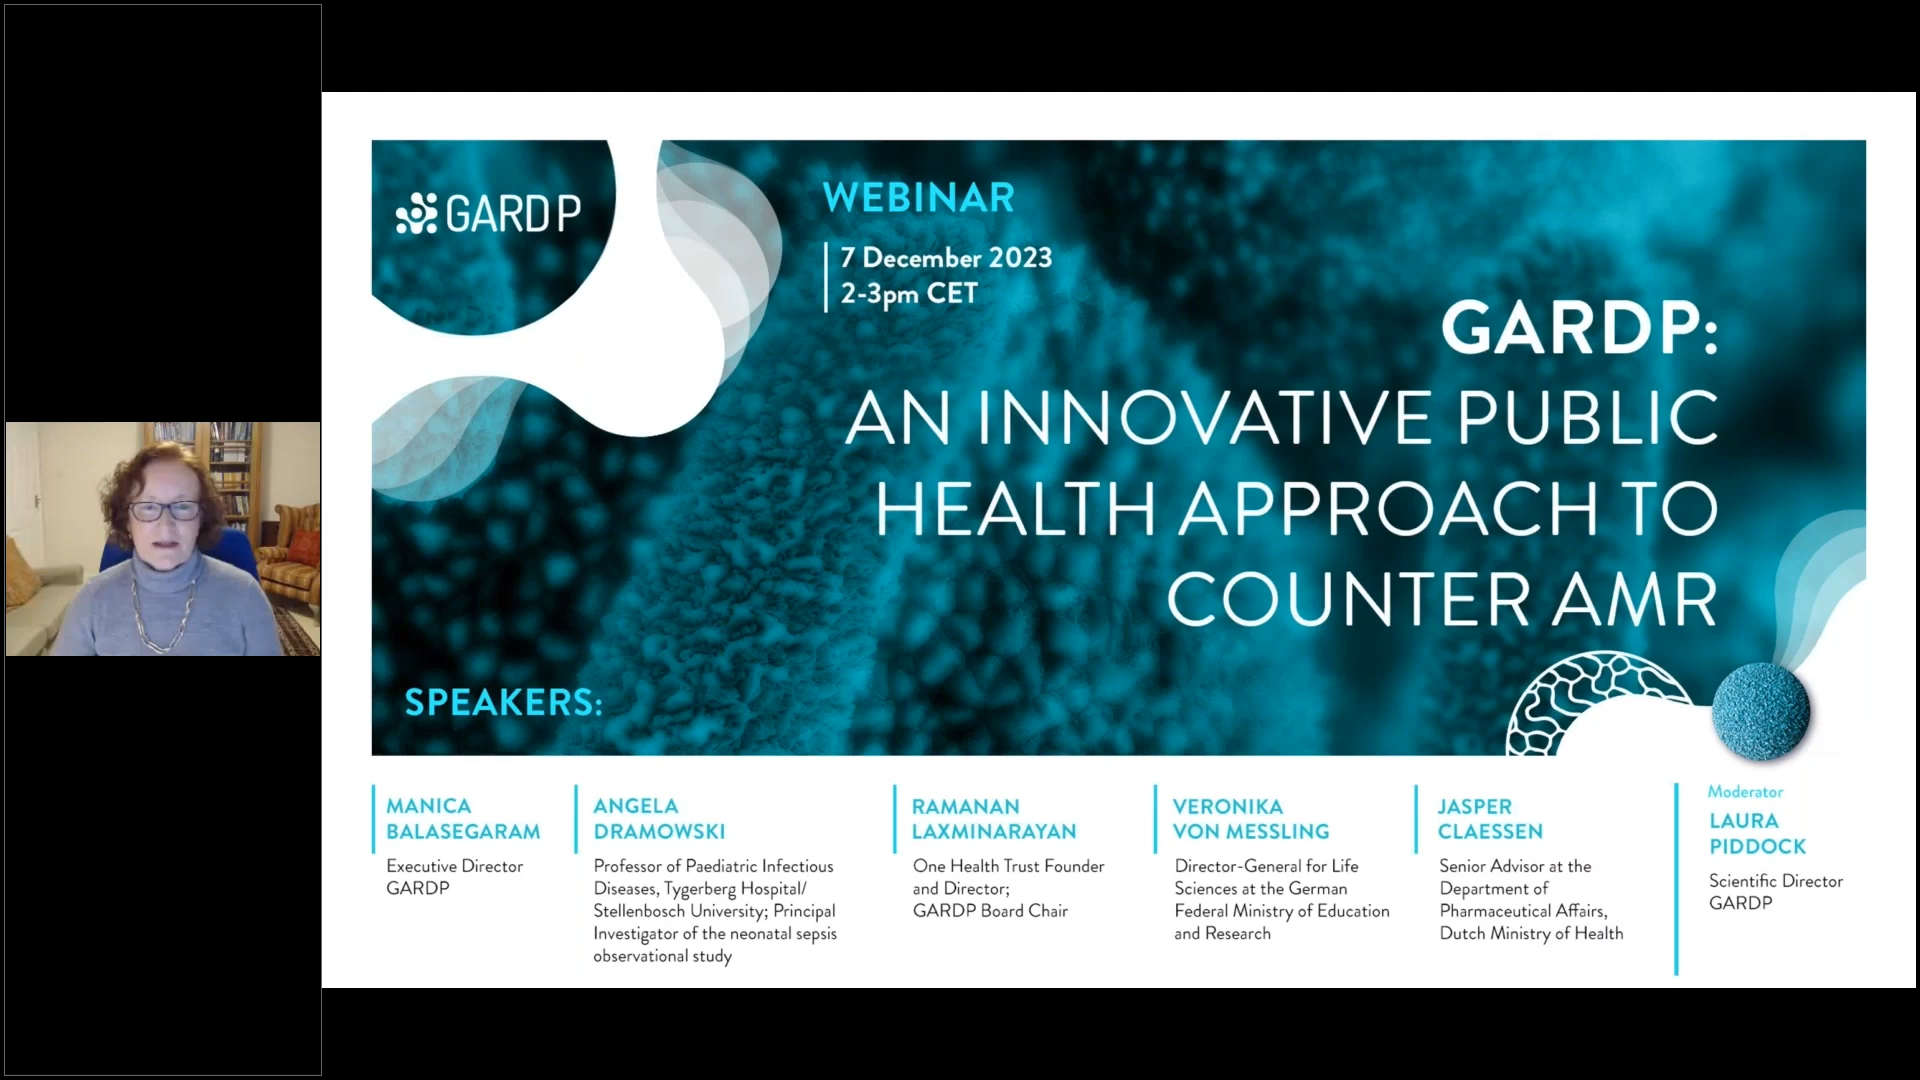 GARDP
WEBINAR
7 December 2023
2-3pm CET
GARDP:
AN INNOVATIVE PUBLIC
HEALTH APPROACH TO
COUNTER AMR
SPEAKERS:
MANICA
BALASEGARAM
Executive Director
GARDP
ANGELA
DRAMOWSKI
Professor of Paediatric Infectious
Diseases, Tygerberg Hospital/
Stellenbosch University; Principal
Investigator of the neonatal sepsis
observational study
RAMANAN
LAXMINARAYAN
One Health Trust Founder
and Director;
GARDP Board Chair
VERONIKA
VON MESSLING
Director-General for Life
Sciences at the German
Federal Ministry of Education
and Research
JASPER
CLAESSEN
Senior Advisor at the
Department of
Pharmaceutical Affairs,
Dutch Ministry of Health
Moderator
LAURA
PIDDOCK
Scientific Director
GARDP